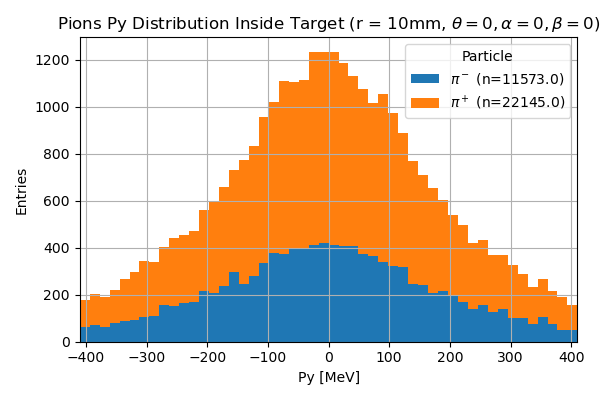 Pions Py Distribution Inside Target (r = 10mm, θ = 0, α = 0, β = 0)
Particle
π⁻ (n=11573.0)
π⁺ (n=22145.0)
Entries
1200
1000
800
600
400
200
0
−400 −300 −200 −100 0 100 200 300 400
Py [MeV]